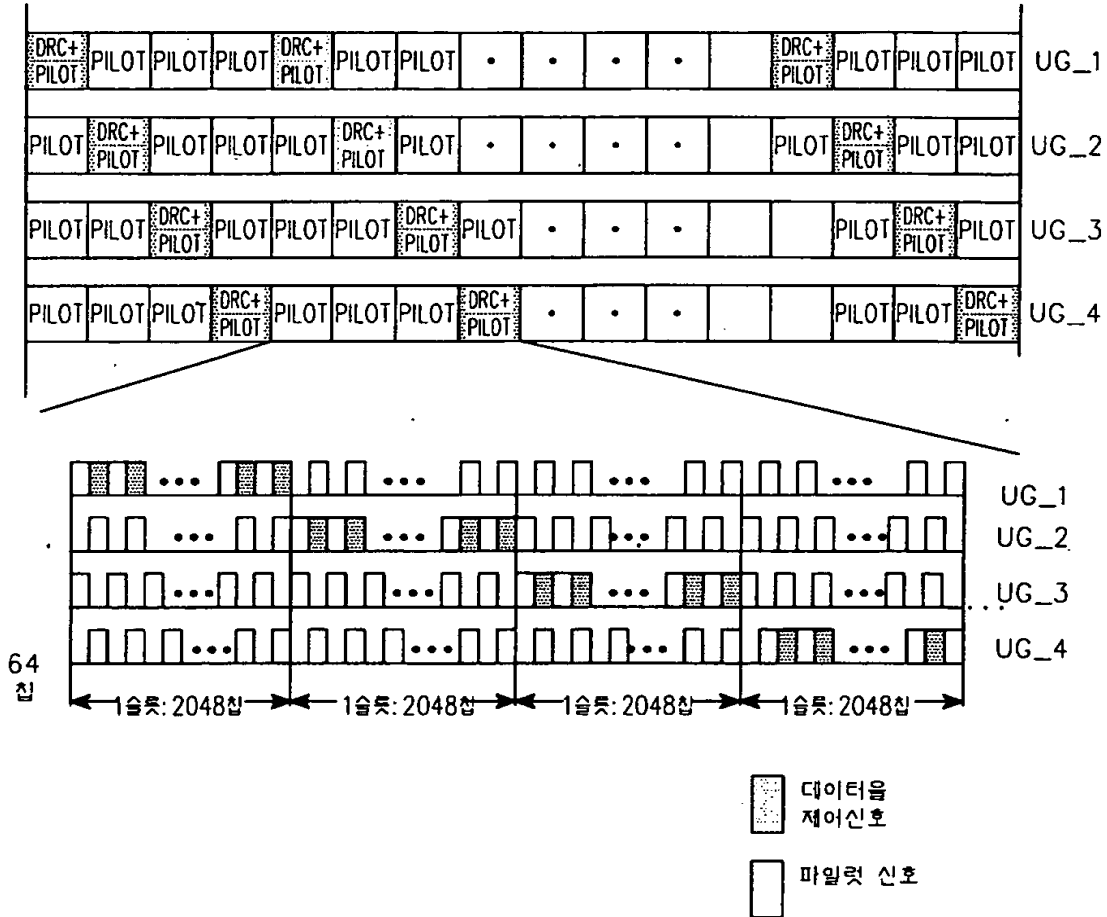 DRC+ PILOT PILOT PILOT PILOT DRC+ PILOT PILOT PILOT • • • • DRC+ PILOT PILOT PILOT PILOT UG_1
PILOT DRC+ PILOT PILOT PILOT PILOT DRC+ PILOT PILOT • • • • PILOT DRC+ PILOT PILOT PILOT UG_2
PILOT PILOT DRC+ PILOT PILOT PILOT PILOT DRC+ PILOT PILOT • • • PILOT DRC+ PILOT PILOT UG_3
PILOT PILOT PILOT DRC+ PILOT PILOT PILOT PILOT DRC+ PILOT • • • PILOT PILOT DRC+ PILOT UG_4
••• ••• ••• ••• UG_1
••• ••• ••• ••• UG_2
••• ••• ••• ••• UG_3
....
••• ••• ••• ••• UG_4
64
칩
1슬롯:2048칩 1슬롯:2048칩 1슬롯:2048칩 1슬롯:2048칩
데이터율
제어신호
파일럿 신호